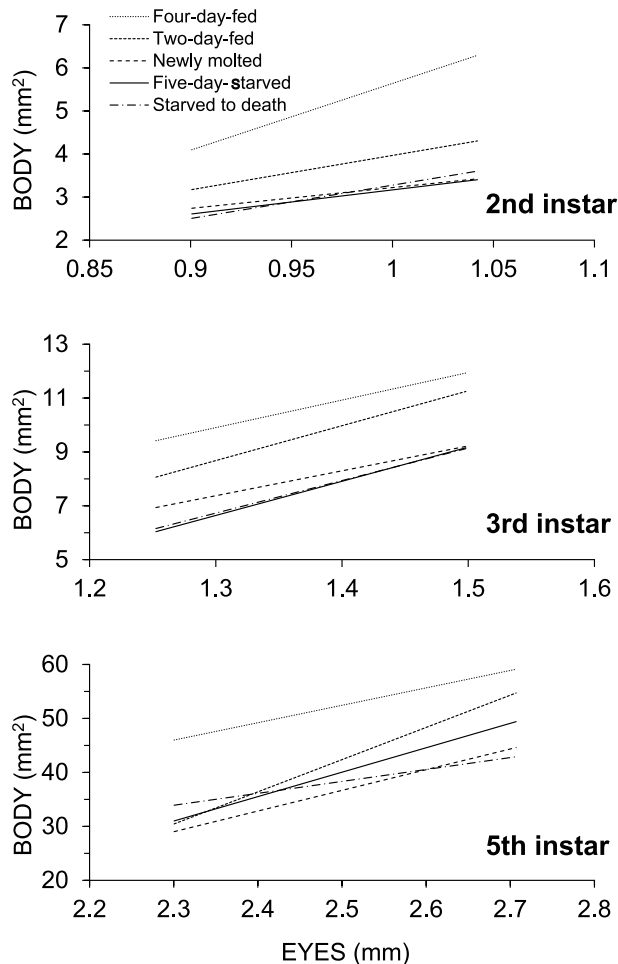 Four-day-fed
Two-day-fed
Newly molted
Five-day-starved
Starved to death
BODY (mm²)
7
6
5
4
3
2
0.85 0.9 0.95 1 1.05 1.1
2nd instar
BODY (mm²)
13
11
9
7
5
1.2 1.3 1.4 1.5 1.6
3rd instar
BODY (mm²)
60
50
40
30
20
2.2 2.3 2.4 2.5 2.6 2.7 2.8
5th instar
EYES (mm)